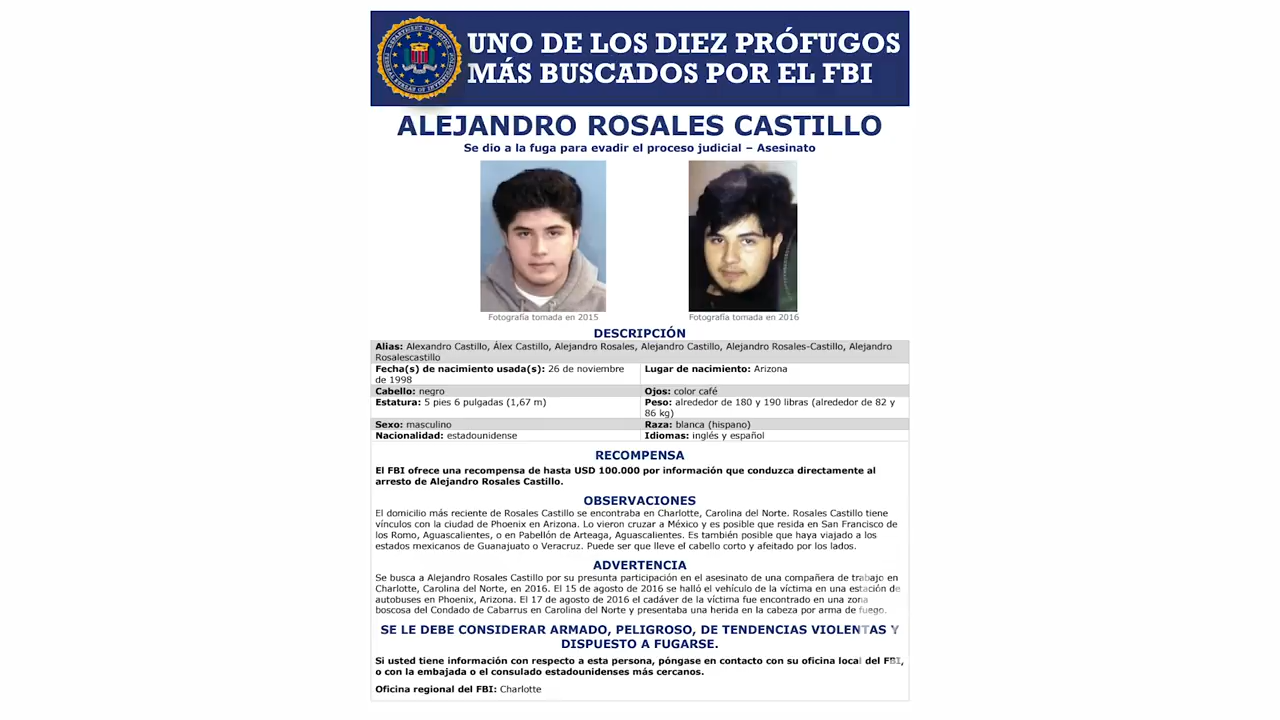 UNO DE LOS DIEZ PRÓFUGOS
MÁS BUSCADOS POR EL FBI
ALEJANDRO ROSALES CASTILLO
Se dio a la fuga para evadir el proceso judicial – Asesinato
Fotografía tomada en 2015
Fotografía tomada en 2016
DESCRIPCIÓN
Alias: Alexandro Castillo, Álex Castillo, Alejandro Rosales, Alejandro Castillo, Alejandro Rosales-Castillo, Alejandro
Rosalescastillo
Fecha(s) de nacimiento usada(s): 26 de noviembre
de 1998
Lugar de nacimiento: Arizona
Cabello: negro
Ojos: color café
Estatura: 5 pies 6 pulgadas (1,67 m)
Peso: alrededor de 180 y 190 libras (alrededor de 82 y
86 kg)
Sexo: masculino
Raza: blanca (hispano)
Nacionalidad: estadounidense
Idiomas: inglés y español
RECOMPENSA
El FBI ofrece una recompensa de hasta USD 100.000 por información que conduzca directamente al
arresto de Alejandro Rosales Castillo.
OBSERVACIONES
El domicilio más reciente de Rosales Castillo se encontraba en Charlotte, Carolina del Norte. Rosales Castillo tiene
vínculos con la ciudad de Phoenix en Arizona. Lo vieron cruzar a México y es posible que resida en San Francisco de
los Romo, Aguascalientes, o en Pabellón de Arteaga, Aguascalientes. Es también posible que haya viajado a los
estados mexicanos de Guanajuato o Veracruz. Puede ser que lleve el cabello corto y afeitado por los lados.
ADVERTENCIA
Se busca a Alejandro Rosales Castillo por su presunta participación en el asesinato de una compañera de trabajo en
Charlotte, Carolina del Norte, en 2016. El 15 de agosto de 2016 se halló el vehículo de la víctima en una estación de
autobuses en Phoenix, Arizona. El 17 de agosto de 2016 el cadáver de la víctima fue encontrado en una zona
boscosa del Condado de Cabarrus en Carolina del Norte y presentaba una herida en la cabeza por arma de fuego.
SE LE DEBE CONSIDERAR ARMADO, PELIGROSO, DE TENDENCIAS VIOLENTAS Y
DISPUESTO A FUGARSE.
Si usted tiene información con respecto a esta persona, póngase en contacto con su oficina local del FBI,
o con la embajada o el consulado estadounidenses más cercanos.
Oficina regional del FBI: Charlotte